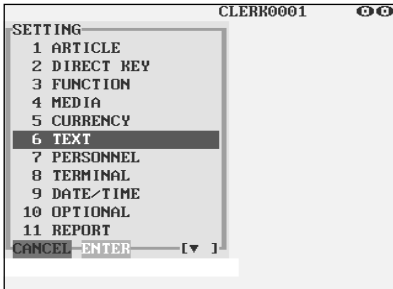 CLERK0001
SETTING
1 ARTICLE
2 DIRECT KEY
3 FUNCTION
4 MEDIA
5 CURRENCY
6 TEXT
7 PERSONNEL
8 TERMINAL
9 DATE/TIME
10 OPTIONAL
11 REPORT
CANCEL ENTER [▼ ]